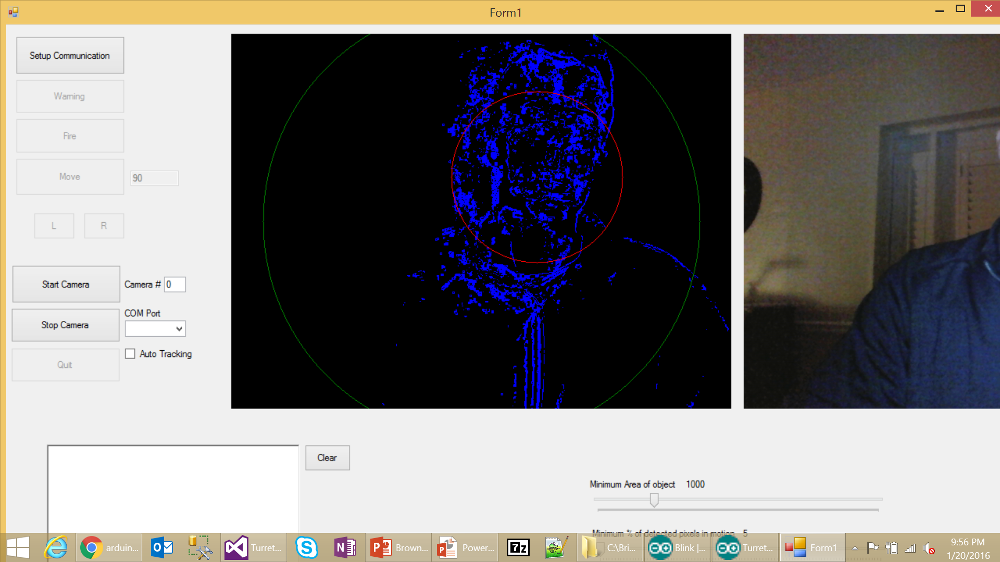 Form1
Setup Communication
Warning
Fire
Move
90
L
R
Start Camera
Camera #
0
Stop Camera
COM Port
Auto Tracking
Quit
Clear
Minimum Area of object 1000
Minimum % of detected pixels in motion 5
arduin...
Turret...
Brown...
Power...
7z
C:\Bri...
Blink |...
Turret...
Form1
9:56 PM
1/20/2016